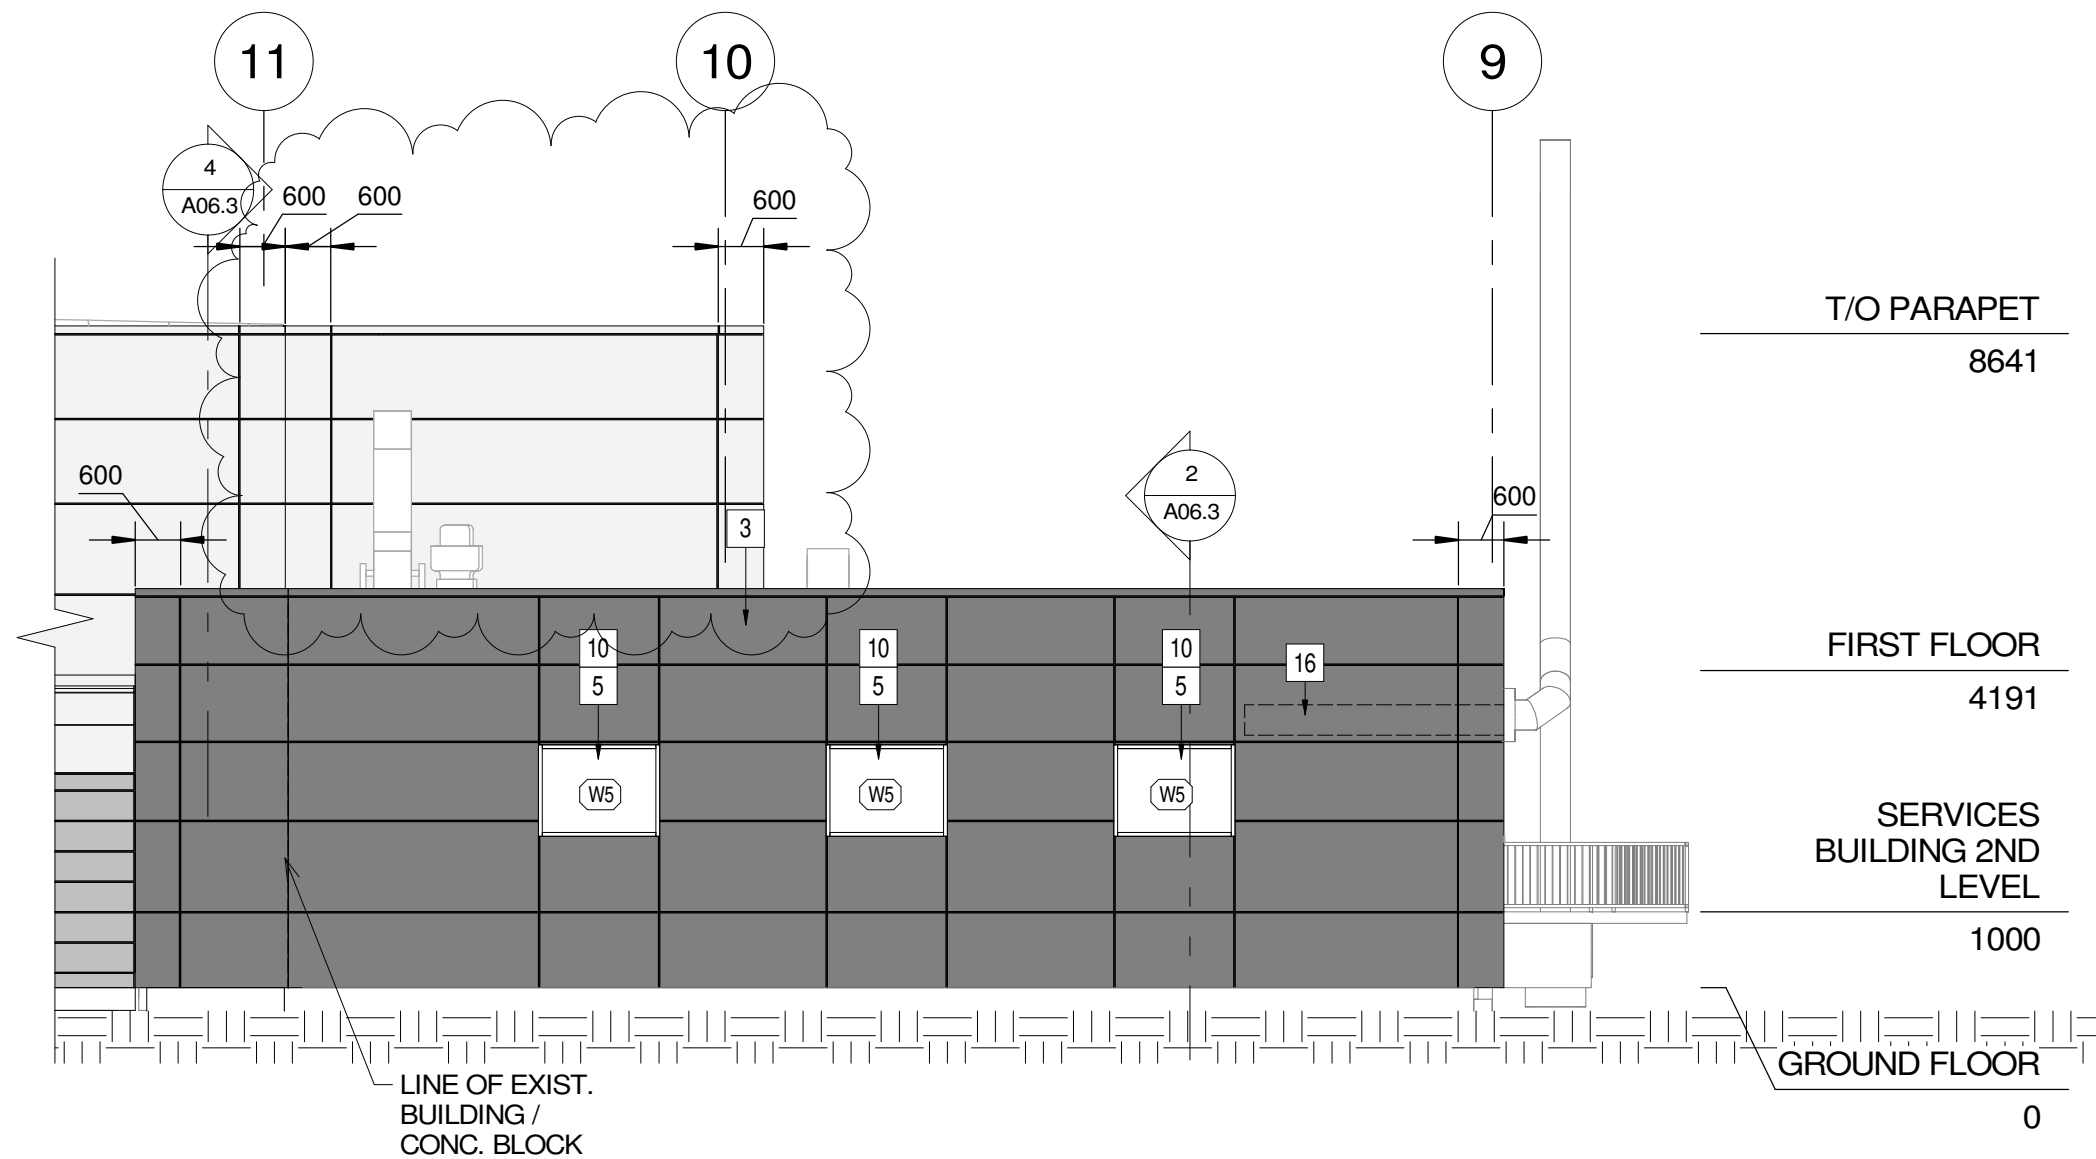 11
10
9
4
A06.3
600
600
600
T/O PARAPET
8641
600
2
A06.3
600
3
10
5
10
5
10
5
16
FIRST FLOOR
4191
W5
W5
W5
SERVICES
BUILDING 2ND
LEVEL
1000
GROUND FLOOR
0
LINE OF EXIST.
BUILDING /
CONC. BLOCK